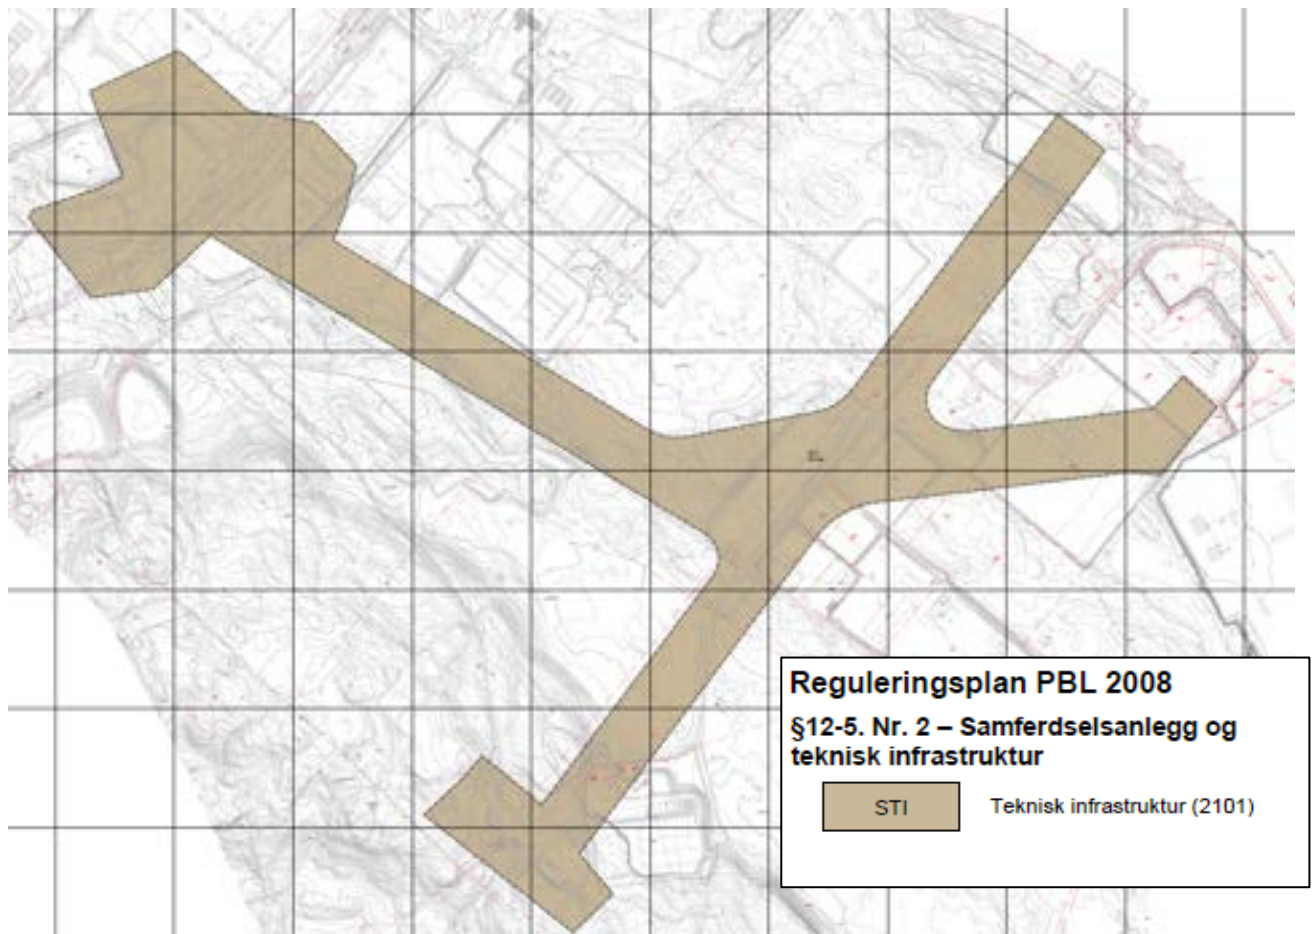 Reguleringsplan PBL 2008
§12-5. Nr. 2 – Samferdselsanlegg og
teknisk infrastruktur
STI
Teknisk infrastruktur (2101)